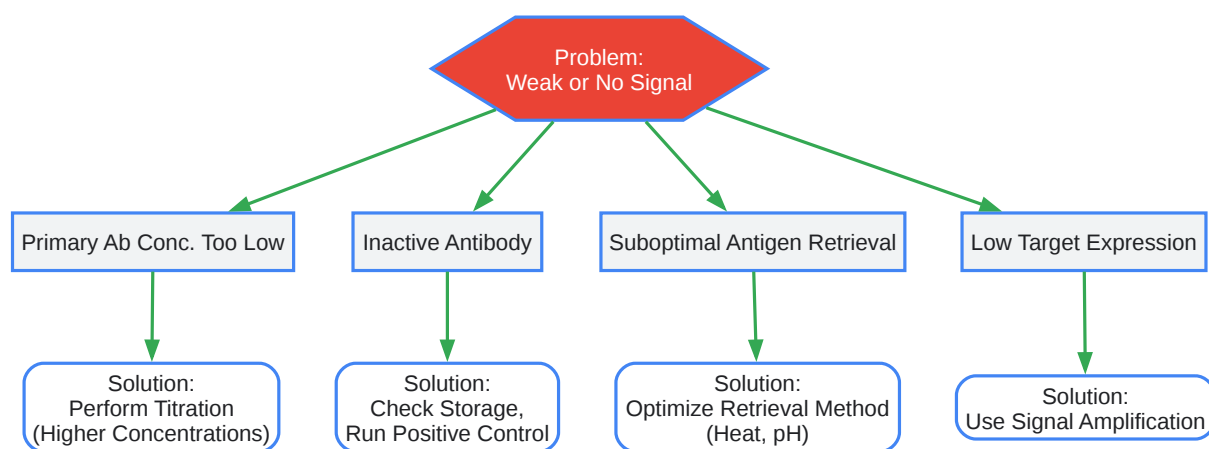 Problem:
Weak or No Signal
Primary Ab Conc. Too Low
Inactive Antibody
Suboptimal Antigen Retrieval
Low Target Expression
Solution:
Perform Titration
(Higher Concentrations)
Solution:
Check Storage,
Run Positive Control
Solution:
Optimize Retrieval Method
(Heat, pH)
Solution:
Use Signal Amplification